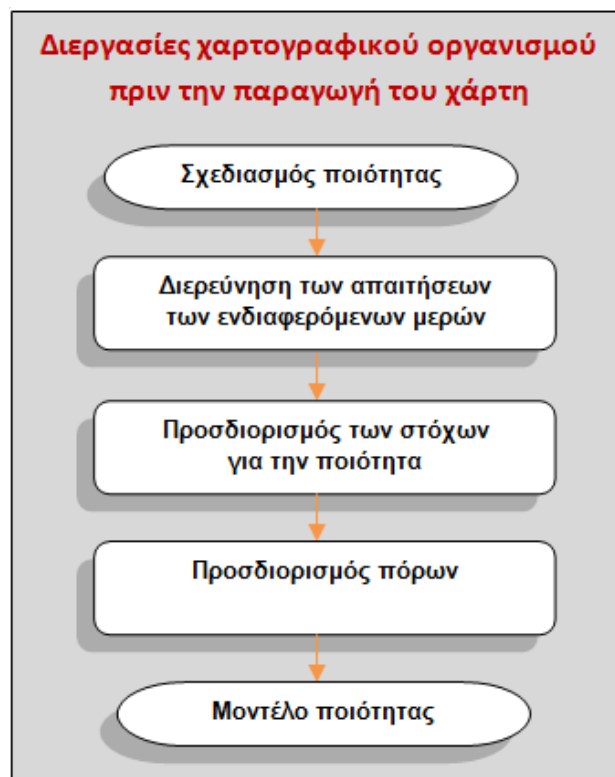 Διεργασίες χαρτογραφικού οργανισμού
πριν την παραγωγή του χάρτη
Σχεδιασμός ποιότητας
Διερεύνηση των απαιτήσεων
των ενδιαφερόμενων μερών
Προσδιορισμός των στόχων
για την ποιότητα
Προσδιορισμός πόρων
Μοντέλο ποιότητας